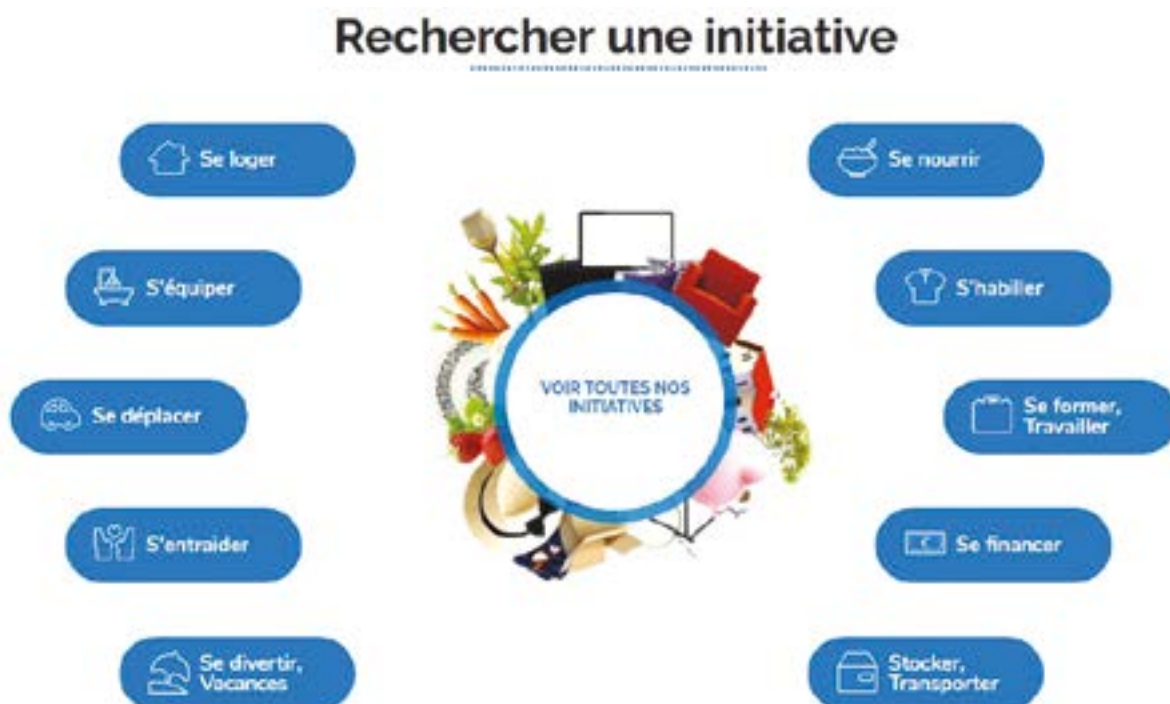 Rechercher une initiative
Se loger
Se nourrir
S'équiper
S'habiller
VOIR TOUTES NOS
INITIATIVES
Se déplacer
Se former,
Travailler
S'entraider
Se financer
Se divertir,
Vacances
Stocker,
Transporter